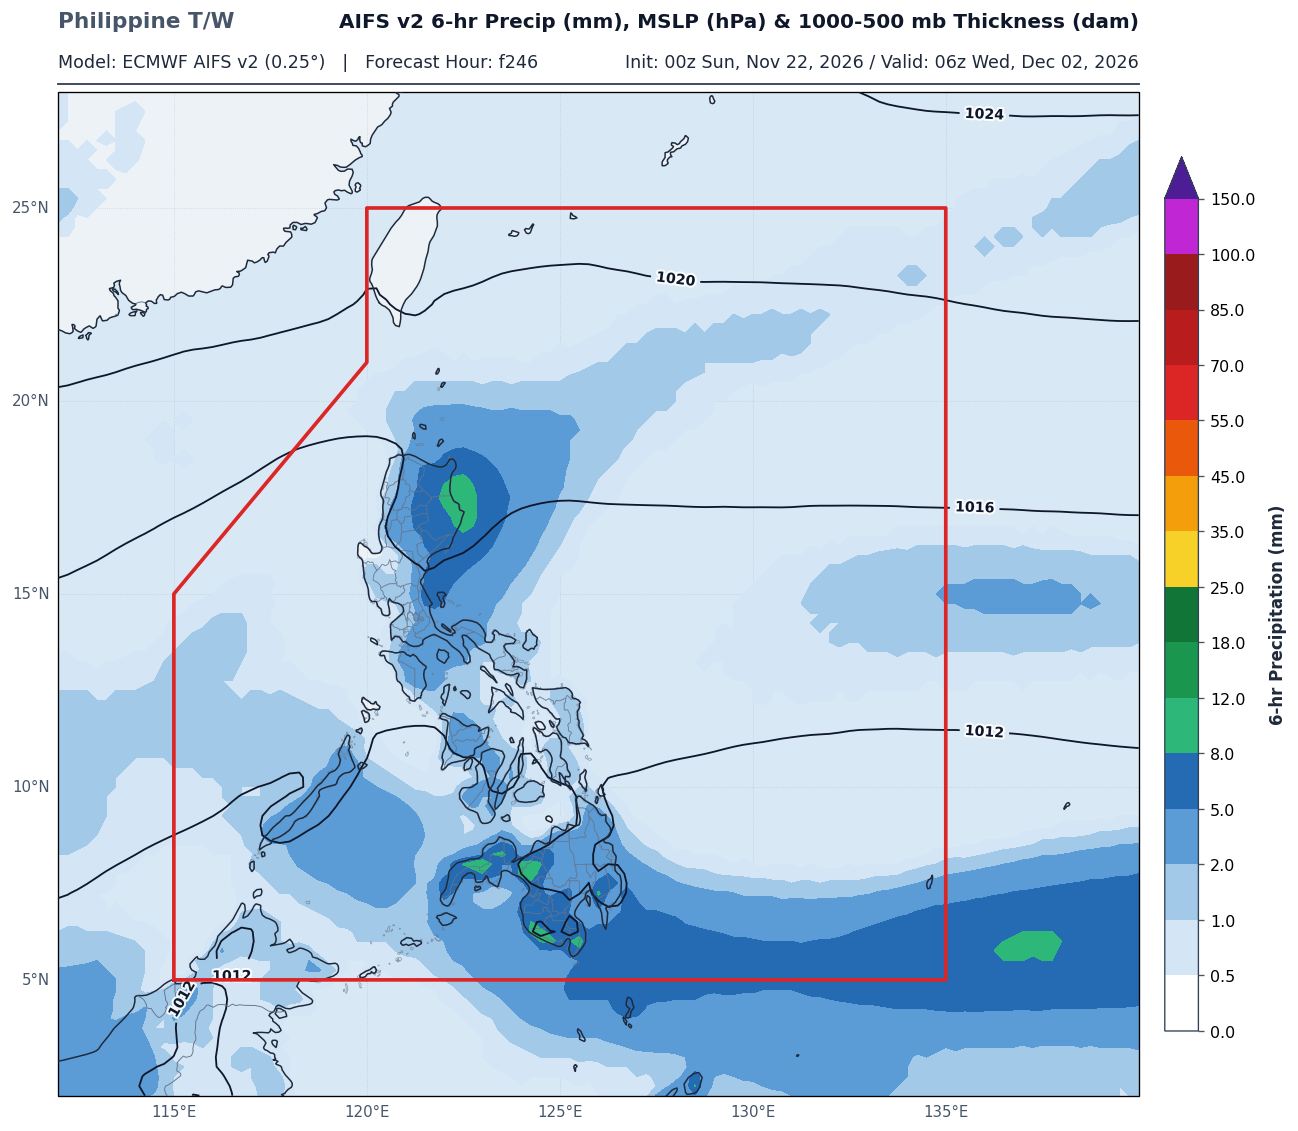 Philippine T/W
AIFS v2 6-hr Precip (mm), MSLP (hPa) & 1000-500 mb Thickness (dam)
Model: ECMWF AIFS v2 (0.25°) | Forecast Hour: f246
Init: 00z Sun, Nov 22, 2026 / Valid: 06z Wed, Dec 02, 2026
1024
1020
1016
1012
1012
1012
25°N
20°N
15°N
10°N
5°N
115°E
120°E
125°E
130°E
135°E
150.0
100.0
85.0
70.0
55.0
45.0
35.0
25.0
18.0
12.0
8.0
5.0
2.0
1.0
0.5
0.0
6-hr Precipitation (mm)